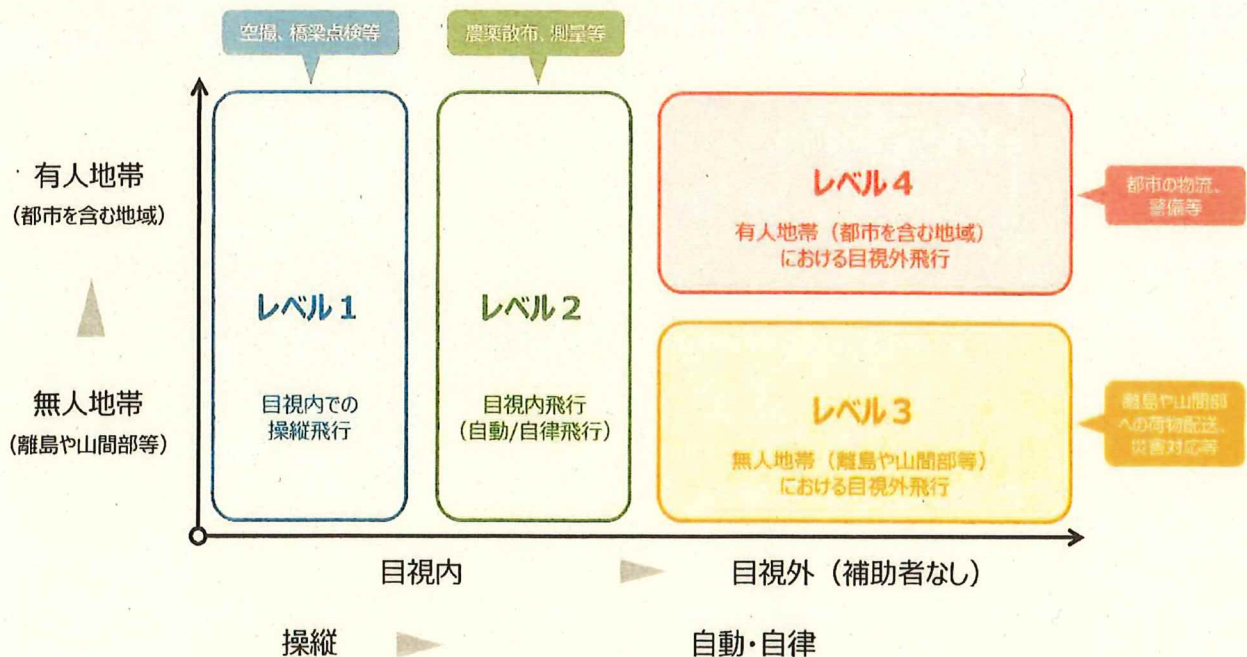 空撮、橋梁点検等
農薬散布、測量等
有人地帯
(都市を含む地域)
レベル4
有人地帯(都市を含む地域)
における目視外飛行
都市の物流、
警備等
レベル1
目視内での
操縦飛行
レベル2
目視内飛行
(自動/自律飛行)
無人地帯
(離島や山間部等)
レベル3
無人地帯(離島や山間部等)
における目視外飛行
離島や山間部
への荷物配送、
災害対応等
目視内
目視外(補助者なし)
操縦
自動・自律